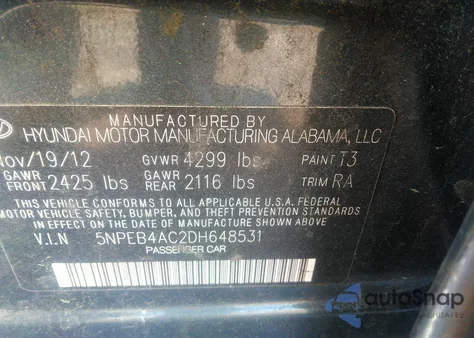 MANUFACTURED BY
HYUNDAI MOTOR MANUFACTURING ALABAMA, LLC
Nov/19/12 GVWR 4299 lbs PAINT T3
GAWR FRONT 2425 lbs GAWR REAR 2116 lbs TRIM RA
THIS VEHICLE CONFORMS TO ALL APPLICABLE U.S.A. FEDERAL
MOTOR VEHICLE SAFETY, BUMPER, AND THEFT PREVENTION
STANDARDS IN EFFECT ON THE DATE OF MANUFACTURE SHOWN ABOVE.
V.I.N 5NPEB4AC2DH648531
PASSENGER CAR
autoSnap